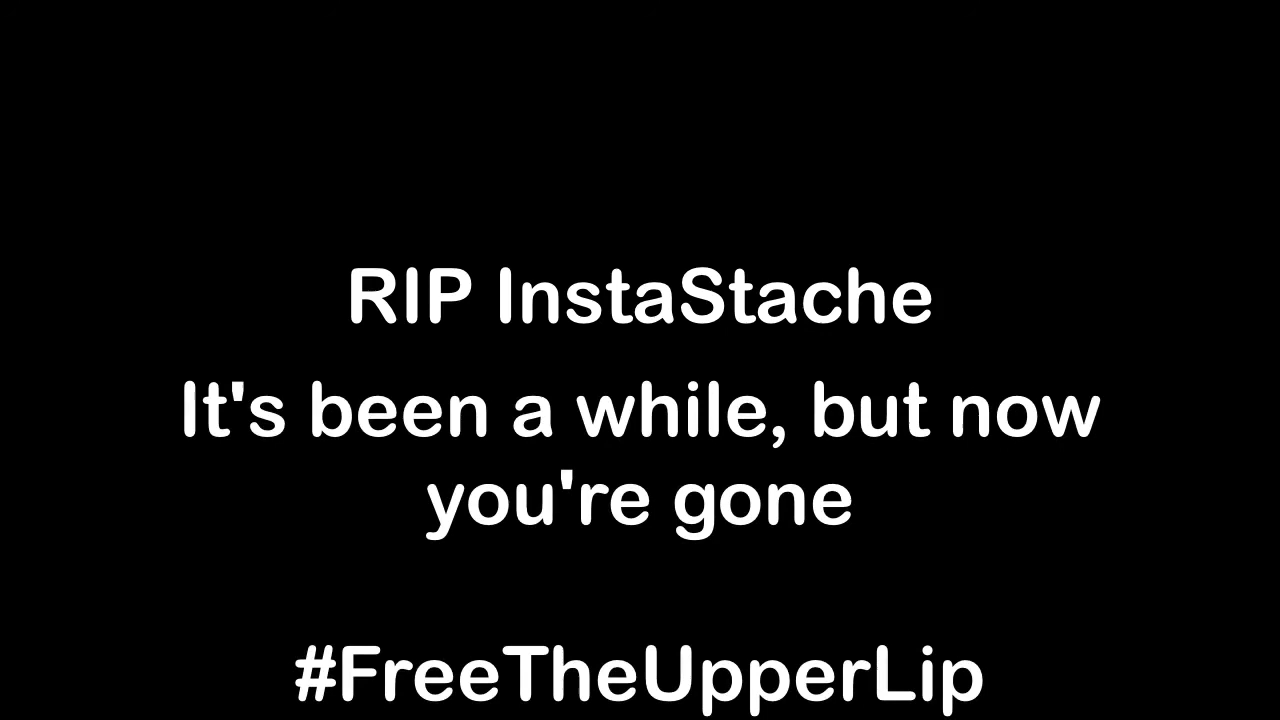 RIP InstaStache
It's been a while, but now
you're gone
#FreeTheUpperLip